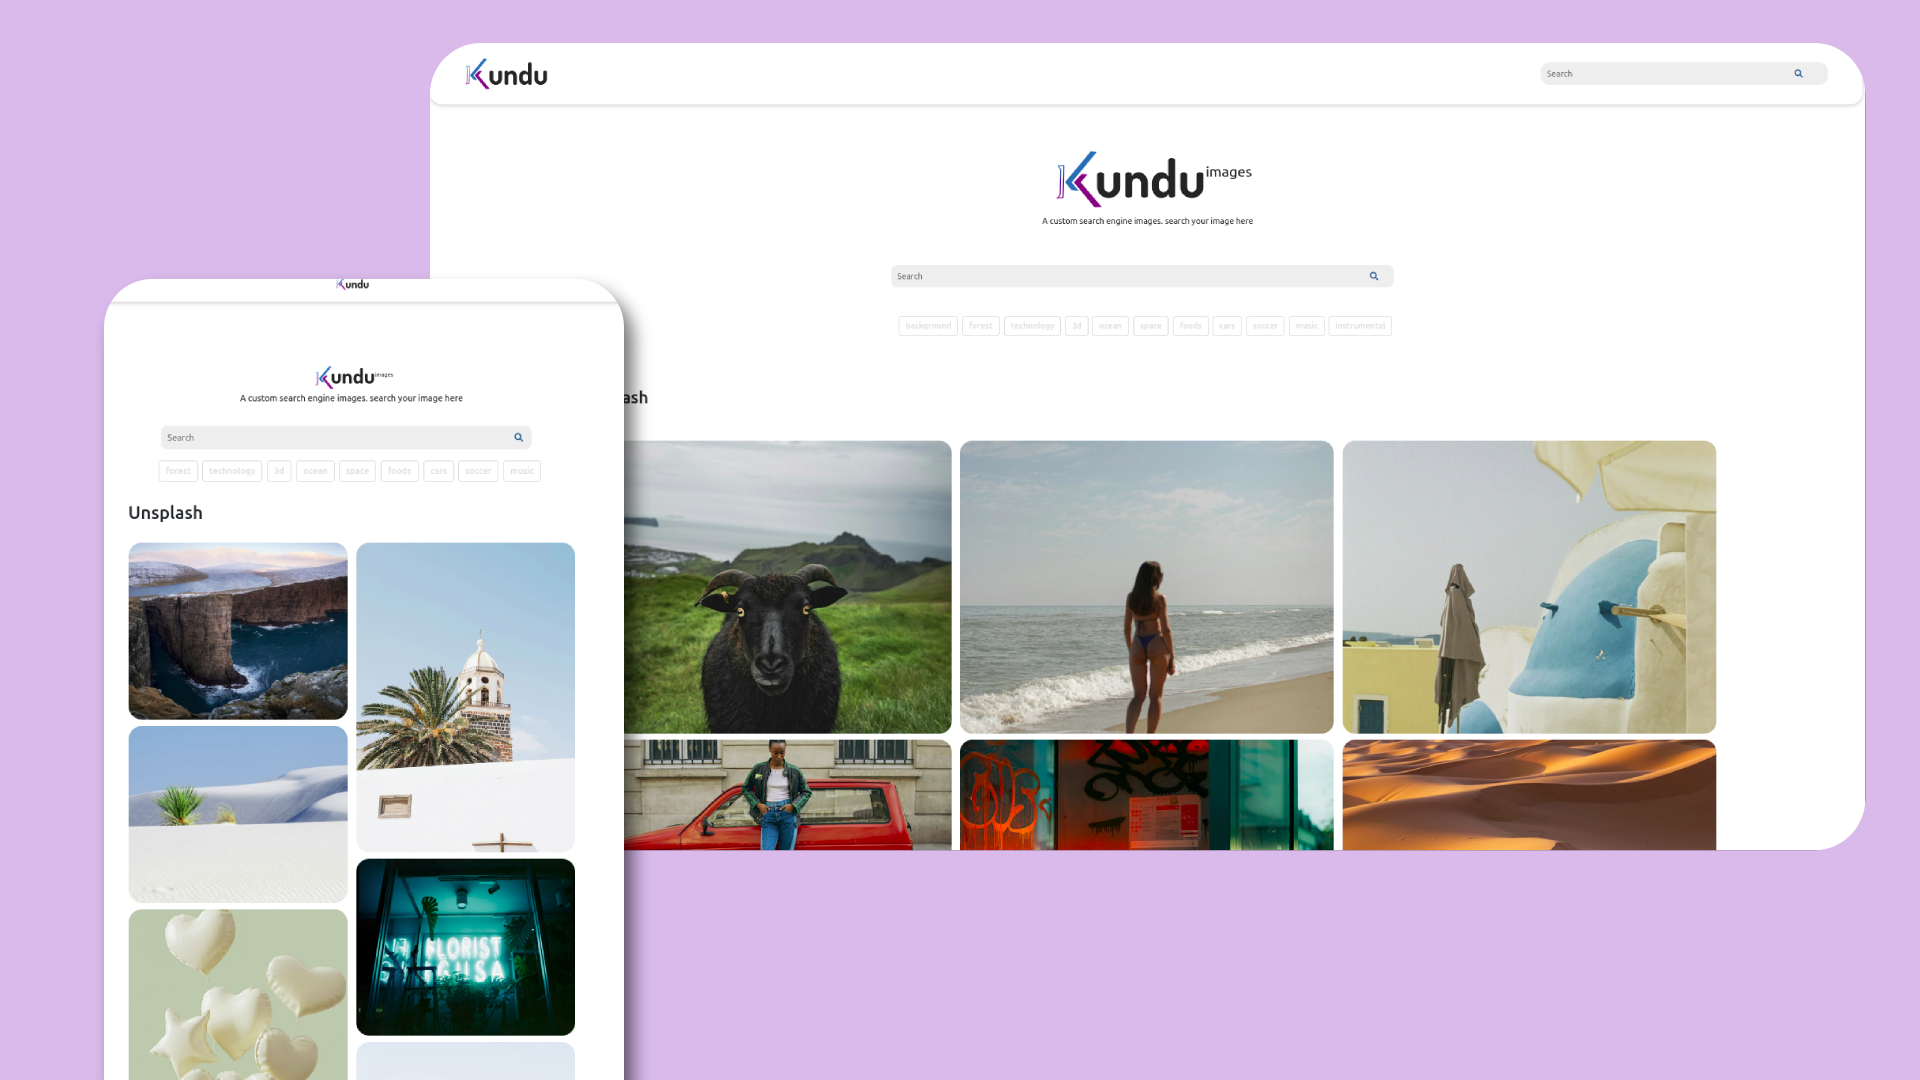 Kundu
Search
Kundu images
A custom search engine images. search your image here
Search
background forest technology 3d ocean space foods cars soccer music instrumental
ash
Kundu
Kundu images
A custom search engine images. search your image here
Search
forest technology 3d ocean space foods cars soccer music
Unsplash
FLORIST